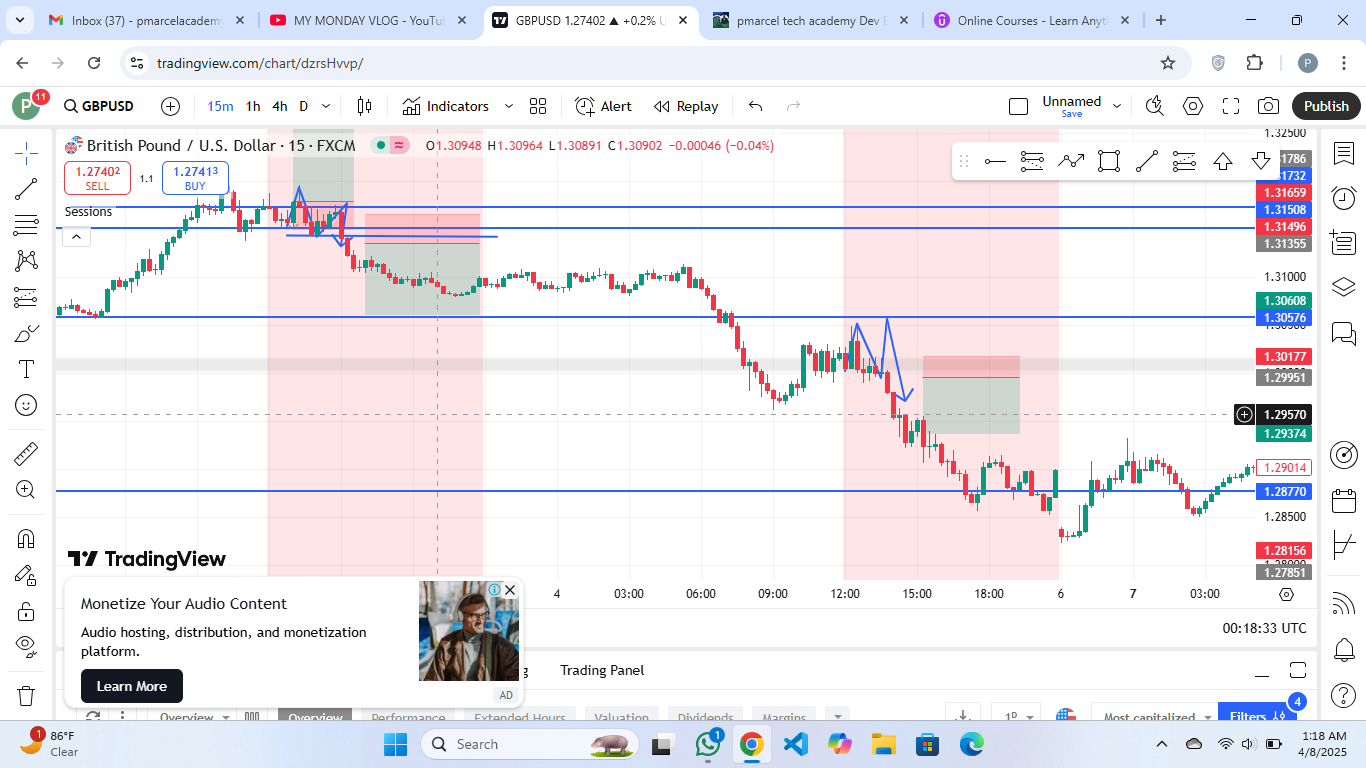 Inbox (37) - pmarcelacadem
MY MONDAY VLOG - YouTu
GBPUSD 1.27402 ▲ +0.2% U
pmarcel tech academy Dev
Online Courses - Learn Anyt
tradingview.com/chart/dzrsHvvp/
P
P
11
GBPUSD
15m 1h 4h D
Indicators
Alert
Replay
Unnamed
Save
Publish
British Pound / U.S. Dollar · 15 · FXCM
O1.30948 H1.30964 L1.30891 C1.30902 −0.00046 (−0.04%)
1.27402
SELL
1.1
1.27413
BUY
Sessions
1.32500
1.31786
1.31732
1.31659
1.31508
1.31496
1.31355
1.31000
1.30608
1.30576
1.30177
1.29951
1.29570
1.29374
1.29014
1.28770
1.28500
1.28156
1.27851
TradingView
4 03:00 06:00 09:00 12:00 15:00 18:00 6 7 03:00
00:18:33 UTC
Monetize Your Audio Content
Audio hosting, distribution, and monetization
platform.
Learn More
AD
Trading Panel
Overview
Overview
Performance
Extended Hours
Valuation
Dividends
Margins
1D
Most capitalized
Filters
4
1
86°F
Clear
Search
1
1:18 AM
4/8/2025